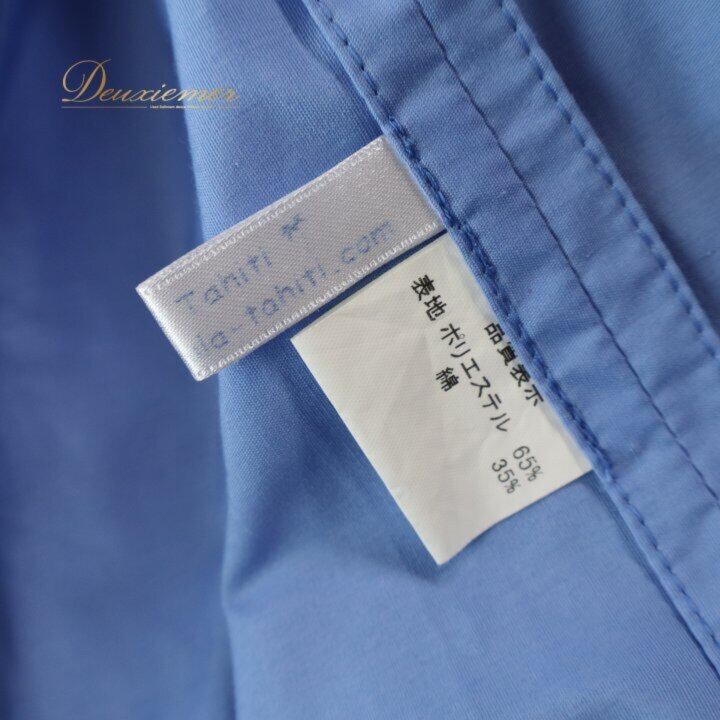 Deuxiemer
Tahiti
la-tahiti.com
品質表示
表地 ポリエステル 65%
綿 35%